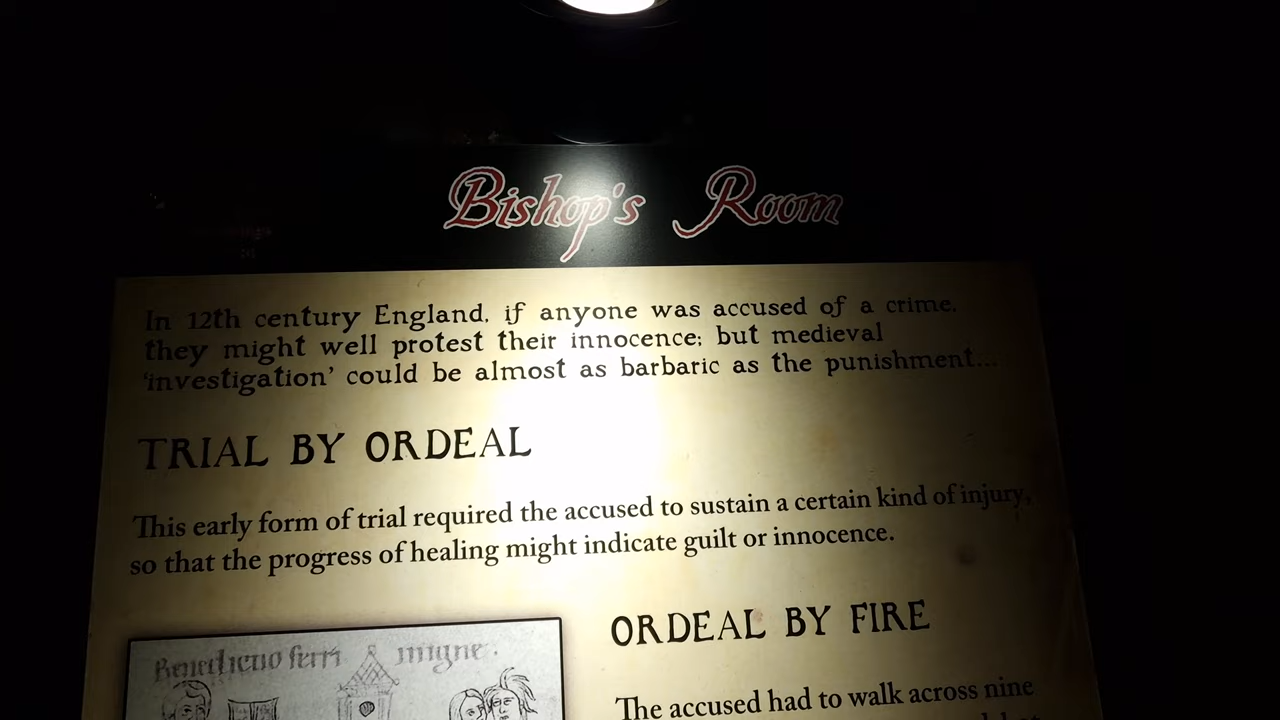 Bishop's Room
In 12th century England, if anyone was accused of a crime,
they might well protest their innocence; but medieval
'investigation' could be almost as barbaric as the punishment...
TRIAL BY ORDEAL
This early form of trial required the accused to sustain a certain kind of injury,
so that the progress of healing might indicate guilt or innocence.
ORDEAL BY FIRE
The accused had to walk across nine